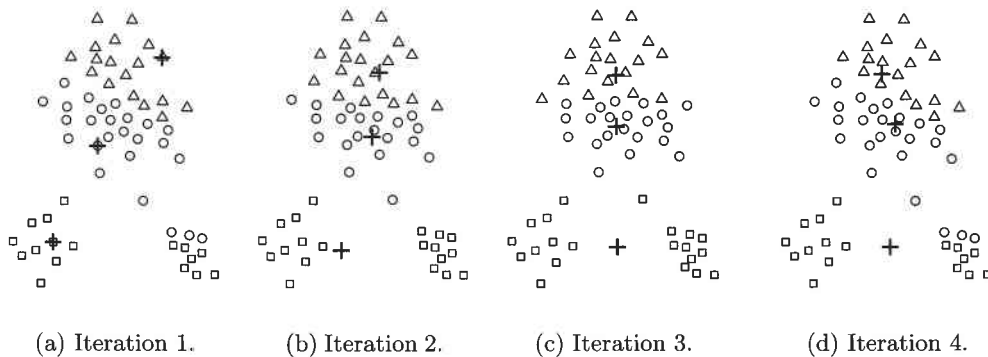 (a) Iteration 1.
(b) Iteration 2.
(c) Iteration 3.
(d) Iteration 4.